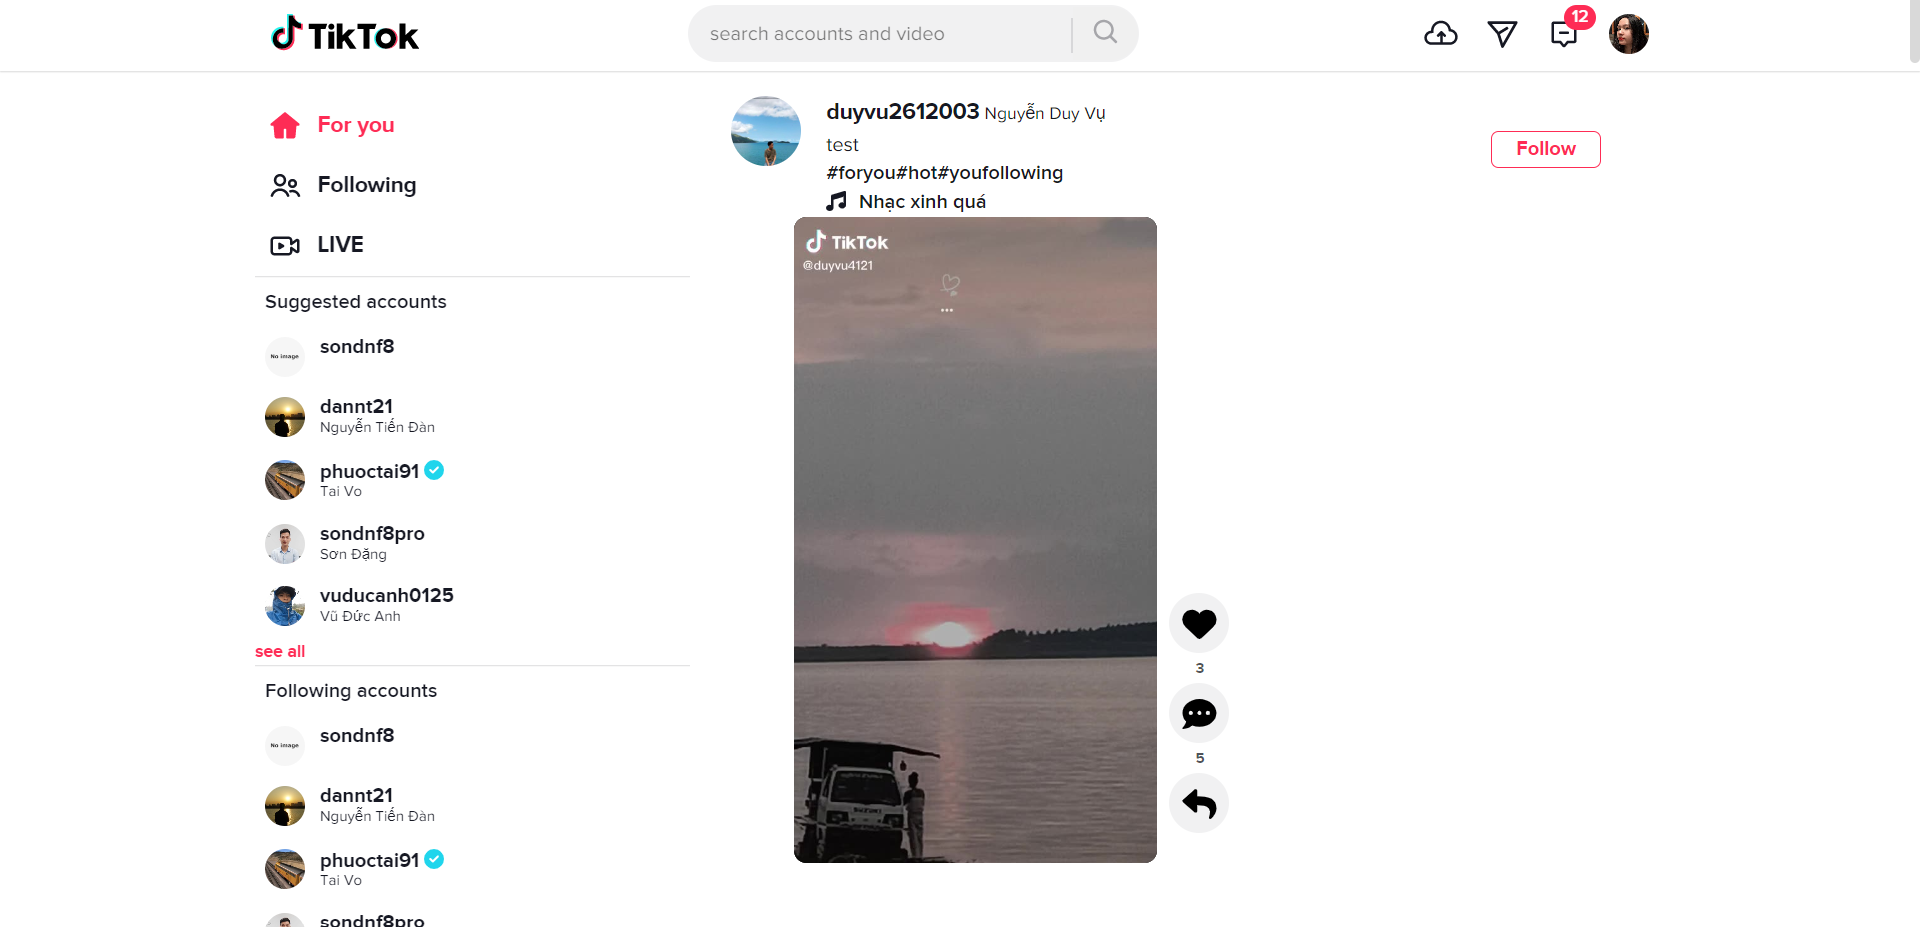 TikTok
search accounts and video
12
For you
Following
LIVE
Suggested accounts
No image
sondnf8
dannt21
Nguyễn Tiến Đàn
phuoctai91
Tai Vo
sondnf8pro
Sơn Đặng
vuducanh0125
Vũ Đức Anh
see all
Following accounts
No image
sondnf8
dannt21
Nguyễn Tiến Đàn
phuoctai91
Tai Vo
sondnf8pro
duyvu2612003 Nguyễn Duy Vụ
test
#foryou#hot#youfollowing
Nhạc xinh quá
Follow
TikTok
@duyvu4121
3
5